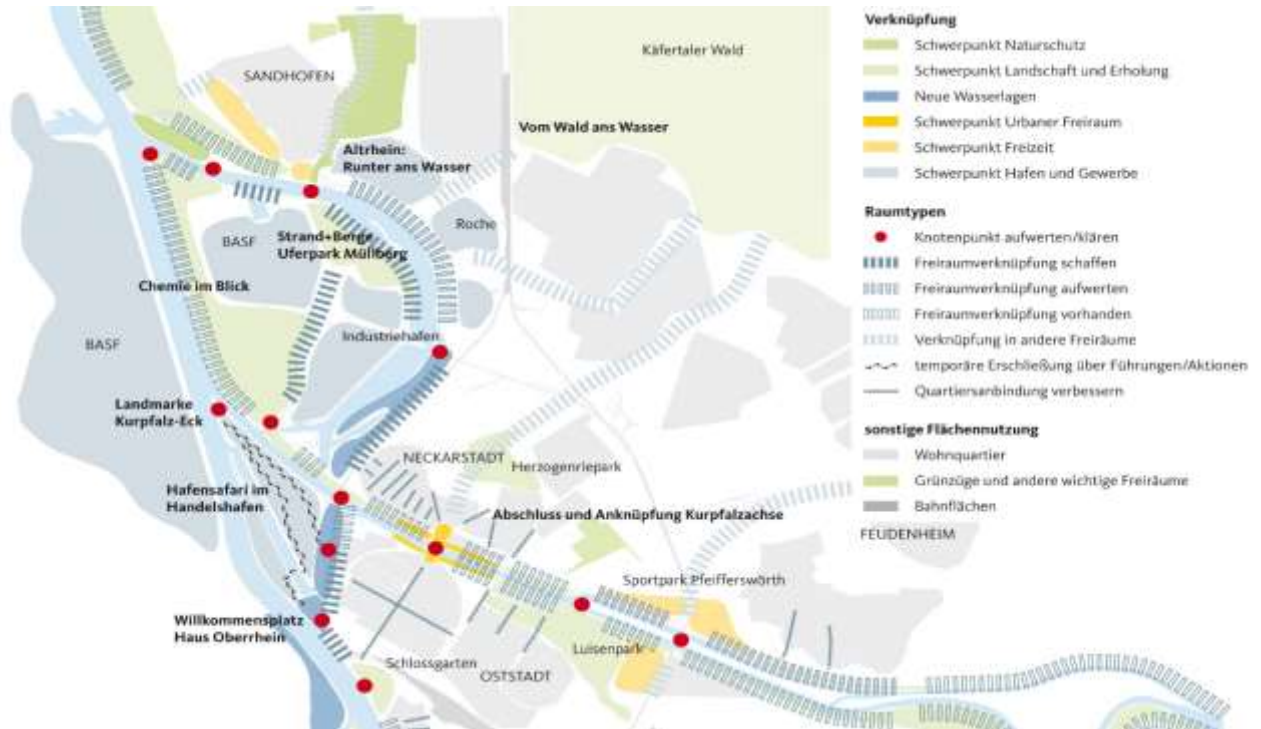 SANDHOFEN
Käfertaler Wald
Altrhein:
Runter ans Wasser
Vom Wald ans Wasser
BASF
Strand+Berge
Uferpark Müllberg
Roche
Chemie im Blick
BASF
Industriehafen
Landmarke
Kurpfalz-Eck
NECKARSTADT
Herzogenriepark
Hafensafari im
Handelshafen
Abschluss und Anknüpfung Kurpfalzachse
FEUDENHEIM
Sportpark Pfeifferswörth
Willkommensplatz
Haus Oberrhein
Luisenpark
Schlossgarten
OSTSTADT
Verknüpfung
Schwerpunkt Naturschutz
Schwerpunkt Landschaft und Erholung
Neue Wasserlagen
Schwerpunkt Urbaner Freiraum
Schwerpunkt Freizeit
Schwerpunkt Hafen und Gewerbe
Raumtypen
Knotenpunkt aufwerten/klären
Freiraumverknüpfung schaffen
Freiraumverknüpfung aufwerten
Freiraumverknüpfung vorhanden
Verknüpfung in andere Freiräume
temporäre Erschließung über Führungen/Aktionen
Quartiersanbindung verbessern
sonstige Flächennutzung
Wohnquartier
Grünzüge und andere wichtige Freiräume
Bahnflächen